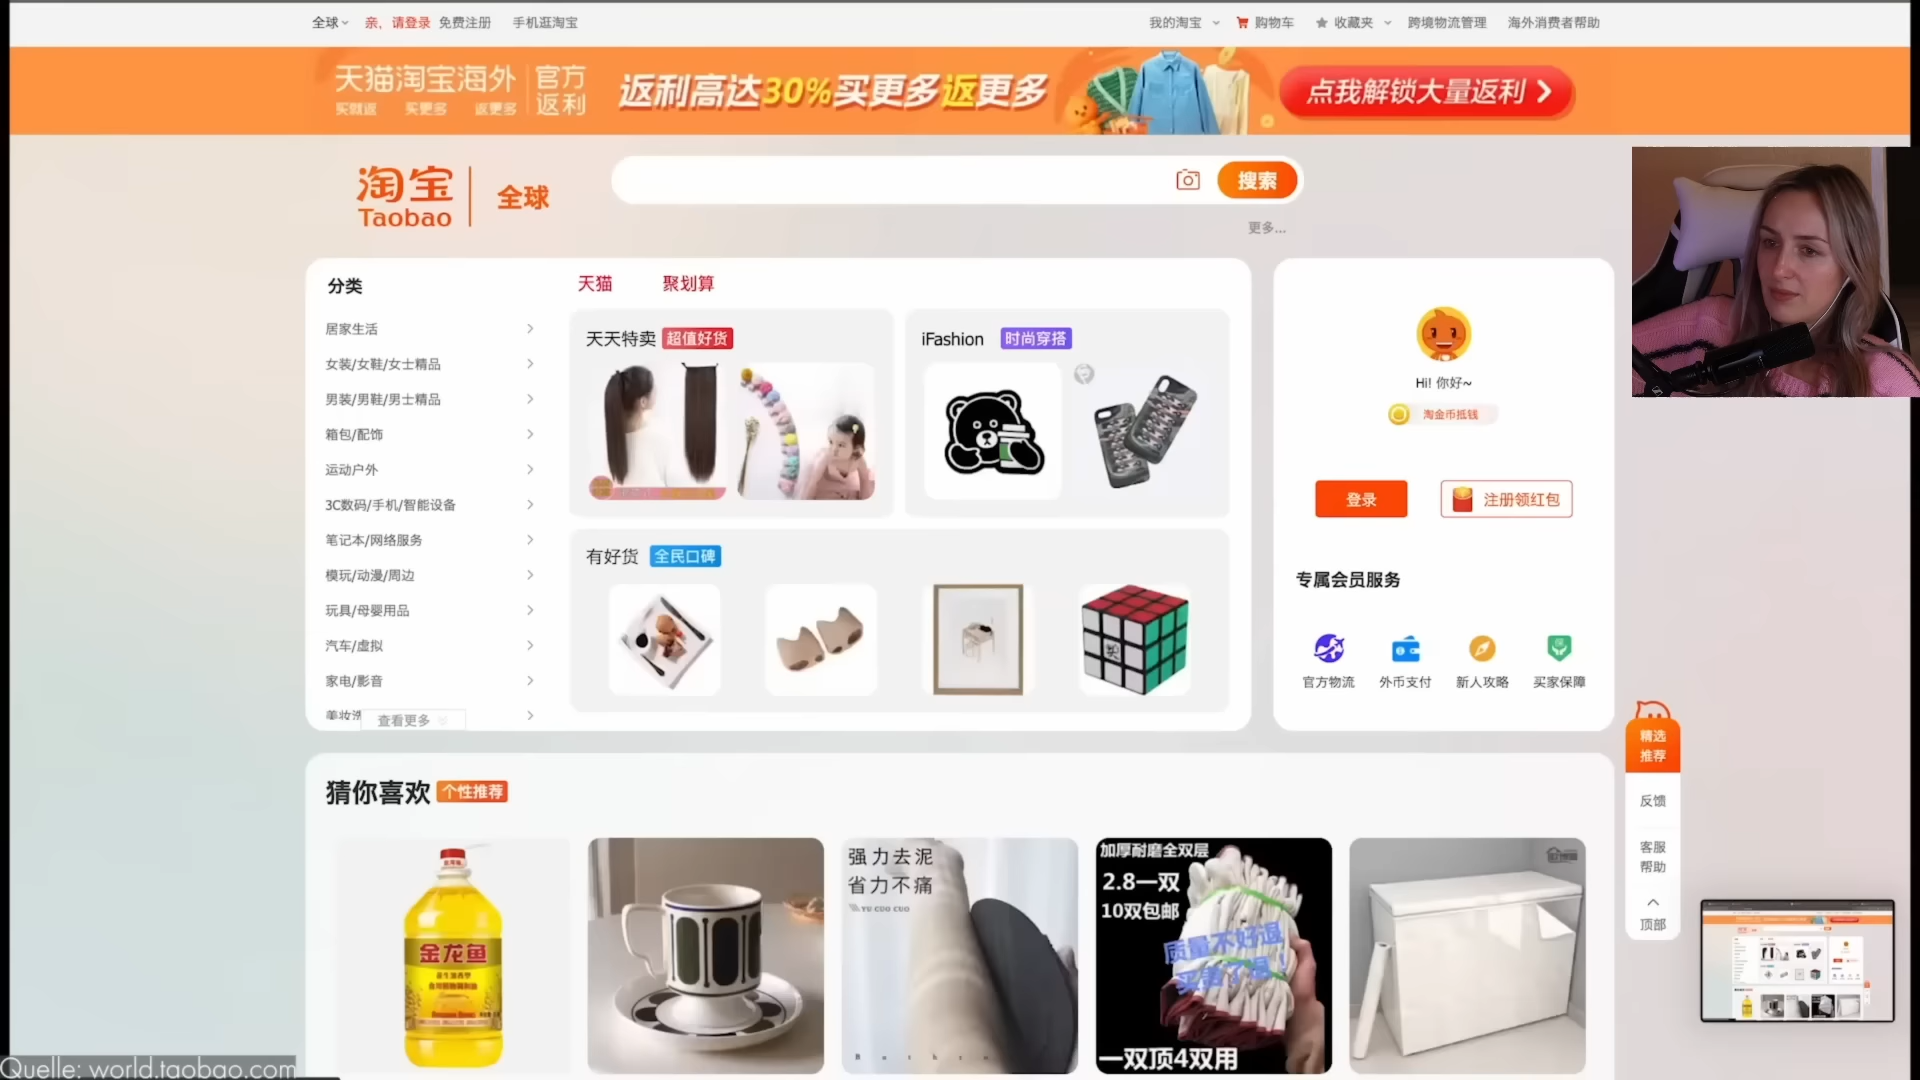 全球
亲，请登录
免费注册
手机逛淘宝
我的淘宝
购物车
收藏夹
跨境物流管理
海外消费者帮助
天猫淘宝海外
买就返 买更多 返更多
官方
返利
返利高达30%买更多返更多
点我解锁大量返利
淘宝
Taobao
全球
搜索
更多...
分类
居家生活
女装/女鞋/女士精品
男装/男鞋/男士精品
箱包/配饰
运动户外
3C数码/手机/智能设备
笔记本/网络服务
模玩/动漫/周边
玩具/母婴用品
汽车/虚拟
家电/影音
查看更多
天猫
聚划算
天天特卖
超值好货
iFashion
时尚穿搭
有好货
全民口碑
Hi! 你好~
淘金币抵钱
登录
注册领红包
专属会员服务
官方物流
外币支付
新人攻略
买家保障
精选
推荐
反馈
客服
帮助
顶部
猜你喜欢
个性推荐
金龙鱼
强力去泥
省力不痛
YU CUO CUO
加厚耐磨全双层
2.8一双
10双包邮
质量不好退
一双顶4双用
Quelle: world.taobao.com